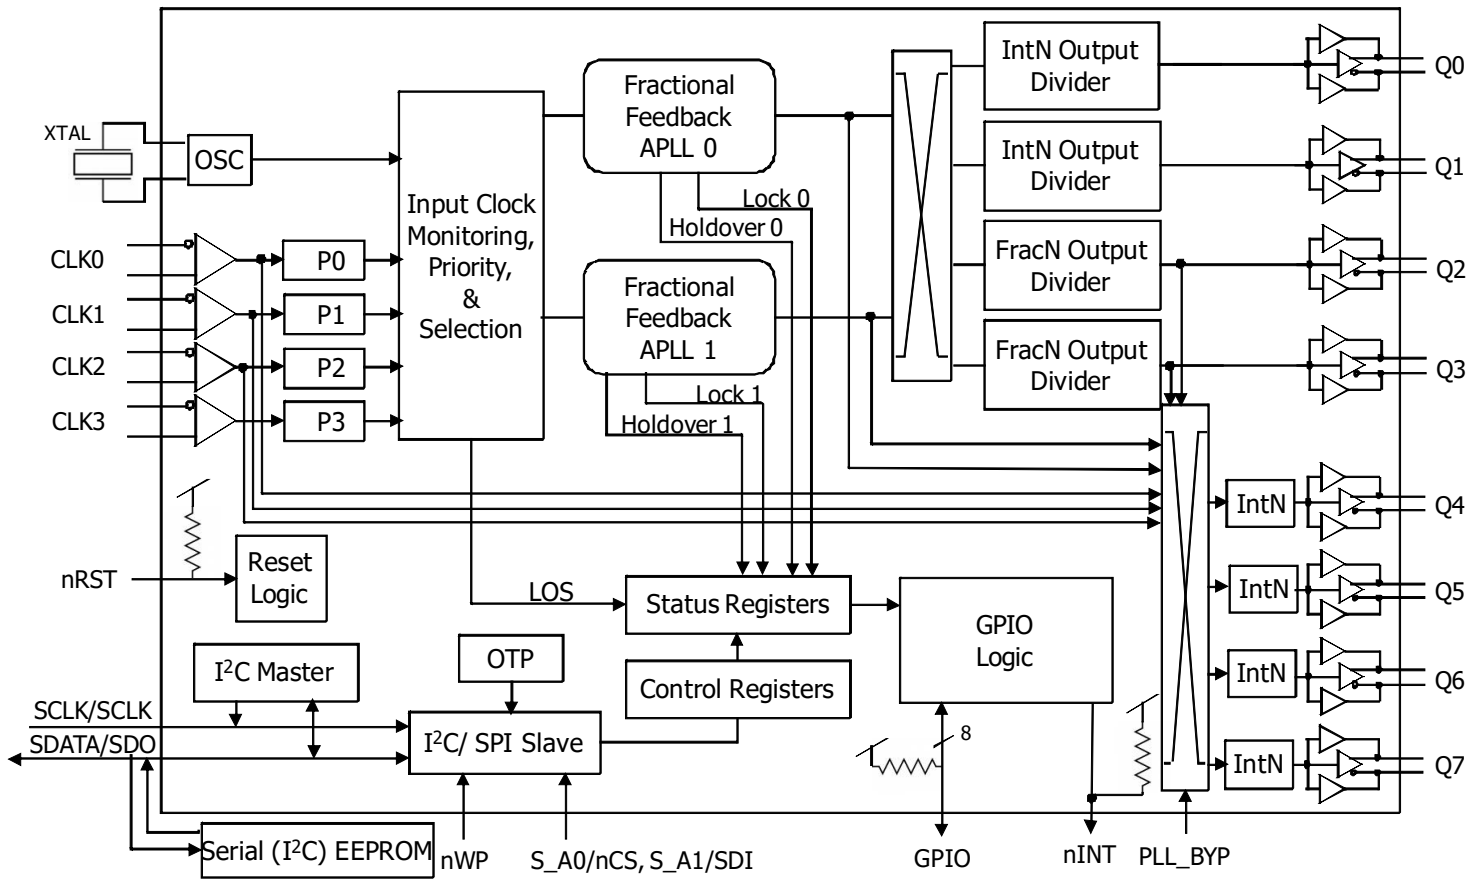 IntN Output
Divider
Q0
Fractional
Feedback
APLL 0
XTAL
OSC
IntN Output
Divider
Q1
Input Clock
Monitoring,
Priority,
&
Selection
Lock 0
Holdover 0
CLK0
P0
FracN Output
Divider
Q2
CLK1
P1
Fractional
Feedback
APLL 1
CLK2
P2
FracN Output
Divider
Q3
CLK3
P3
Lock 1
Holdover 1
IntN
Q4
nRST
Reset
Logic
LOS
Status Registers
GPIO
Logic
IntN
Q5
I²C Master
OTP
Control Registers
IntN
Q6
SCLK/SCLK
SDATA/SDO
I²C/ SPI Slave
8
IntN
Q7
Serial (I²C) EEPROM
nWP
S_A0/nCS, S_A1/SDI
GPIO
nINT
PLL_BYP